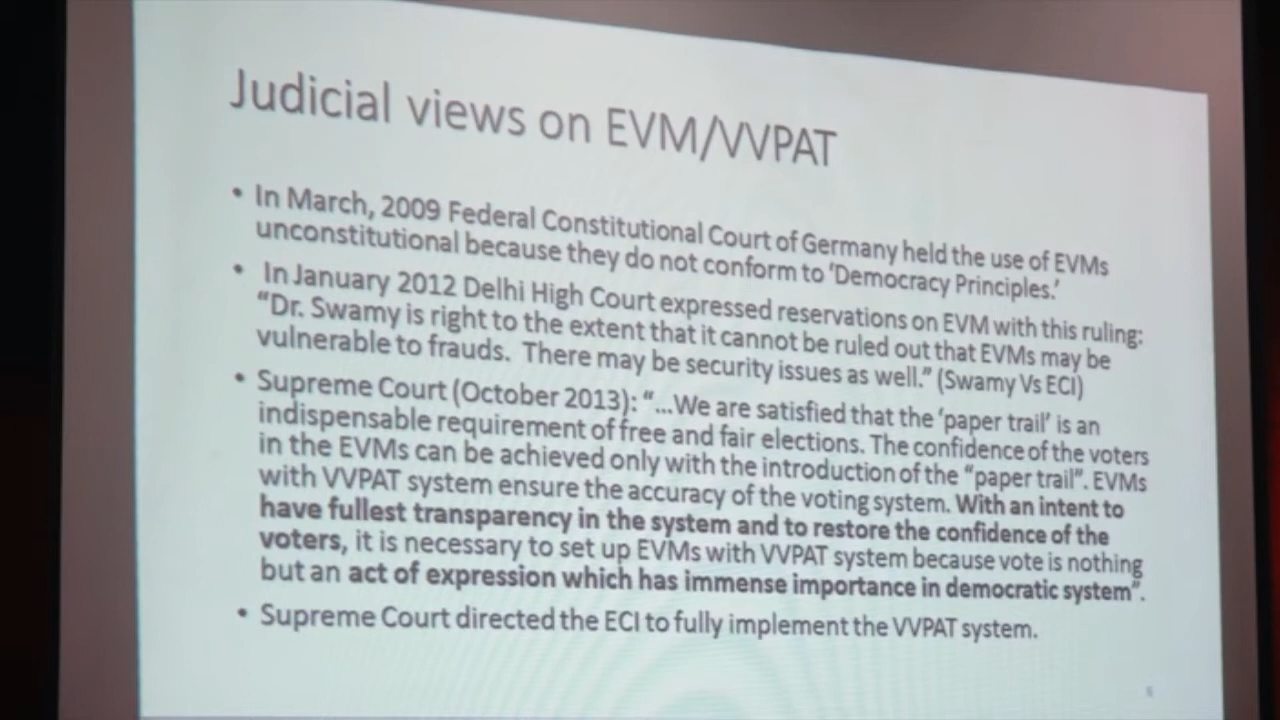 Judicial views on EVM/VVPAT
• In March, 2009 Federal Constitutional Court of Germany held the use of EVMs
unconstitutional because they do not conform to 'Democracy Principles.'
• In January 2012 Delhi High Court expressed reservations on EVM with this ruling:
"Dr. Swamy is right to the extent that it cannot be ruled out that EVMs may be
vulnerable to frauds. There may be security issues as well." (Swamy Vs ECI)
• Supreme Court (October 2013): "...We are satisfied that the 'paper trail' is an
indispensable requirement of free and fair elections. The confidence of the voters
in the EVMs can be achieved only with the introduction of the "paper trail". EVMs
with VVPAT system ensure the accuracy of the voting system. With an intent to
have fullest transparency in the system and to restore the confidence of the
voters, it is necessary to set up EVMs with VVPAT system because vote is nothing
but an act of expression which has immense importance in democratic system".
• Supreme Court directed the ECI to fully implement the VVPAT system.